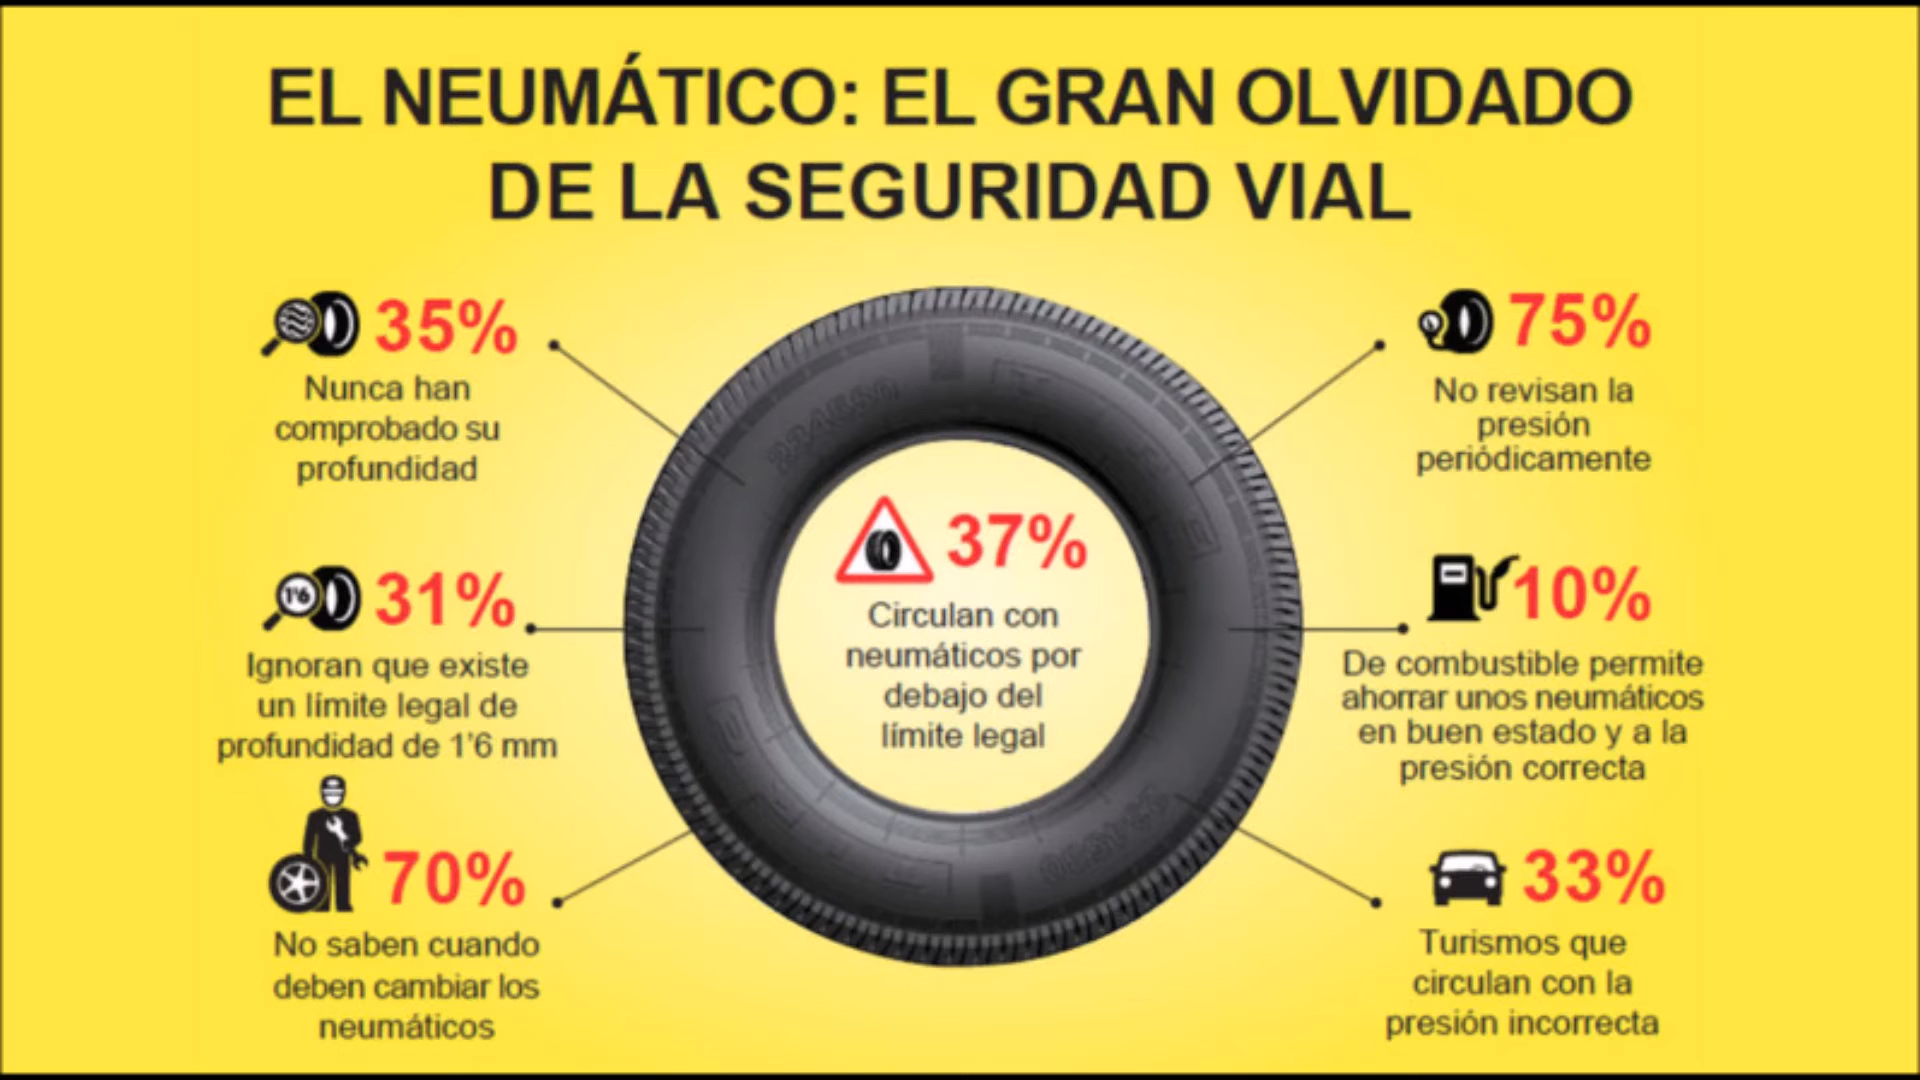 EL NEUMÁTICO: EL GRAN OLVIDADO
DE LA SEGURIDAD VIAL
35%
Nunca han
comprobado su
profundidad
1'6
31%
Ignoran que existe
un límite legal de
profundidad de 1'6 mm
70%
No saben cuando
deben cambiar los
neumáticos
37%
Circulan con
neumáticos por
debajo del
límite legal
75%
No revisan la
presión
periódicamente
10%
De combustible permite
ahorrar unos neumáticos
en buen estado y a la
presión correcta
33%
Turismos que
circulan con la
presión incorrecta